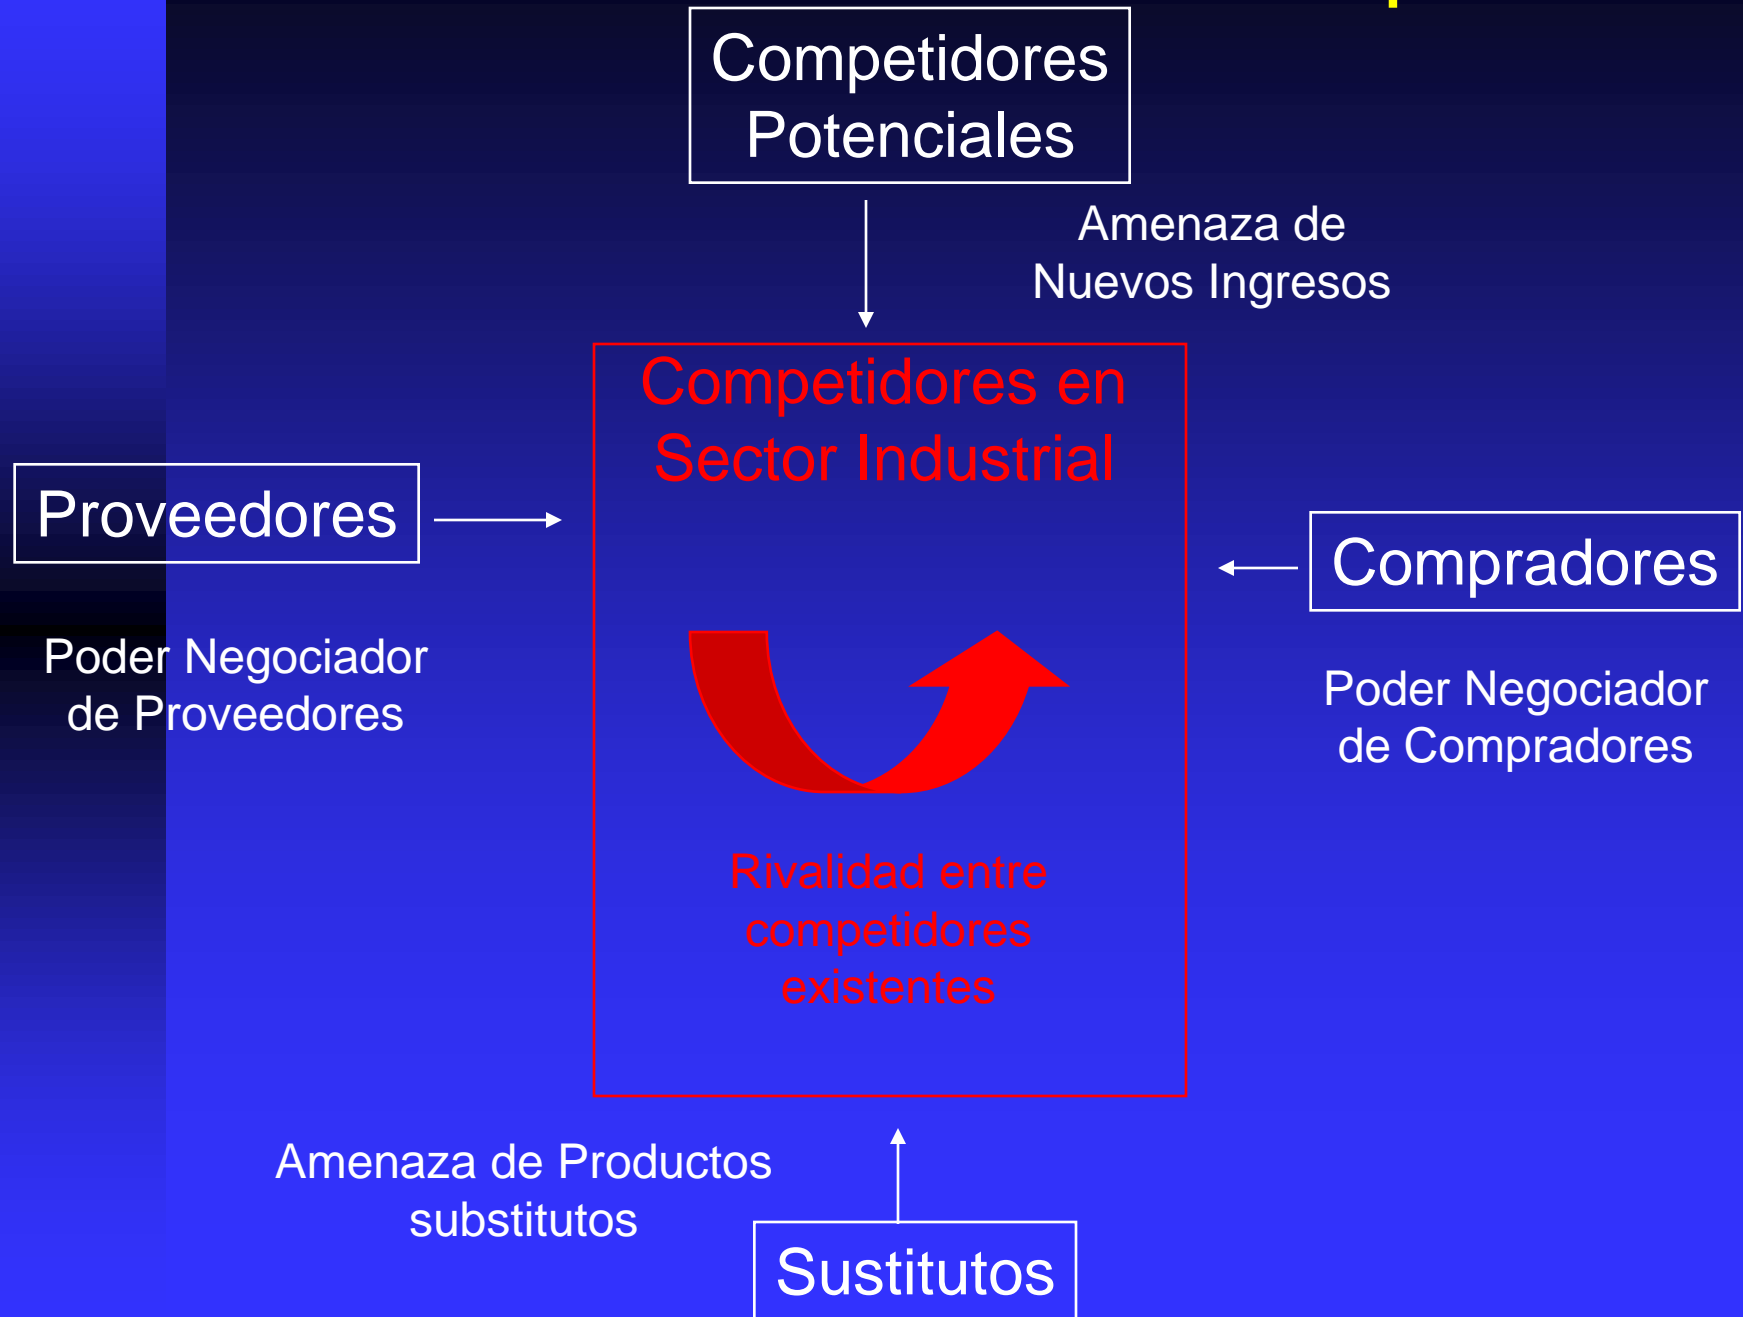 Competidores
Potenciales
Amenaza de
Nuevos Ingresos
Competidores en
Sector Industrial
Proveedores
Compradores
Poder Negociador
de Proveedores
Poder Negociador
de Compradores
Rivalidad entre
competidores
existentes
Amenaza de Productos
substitutos
Sustitutos